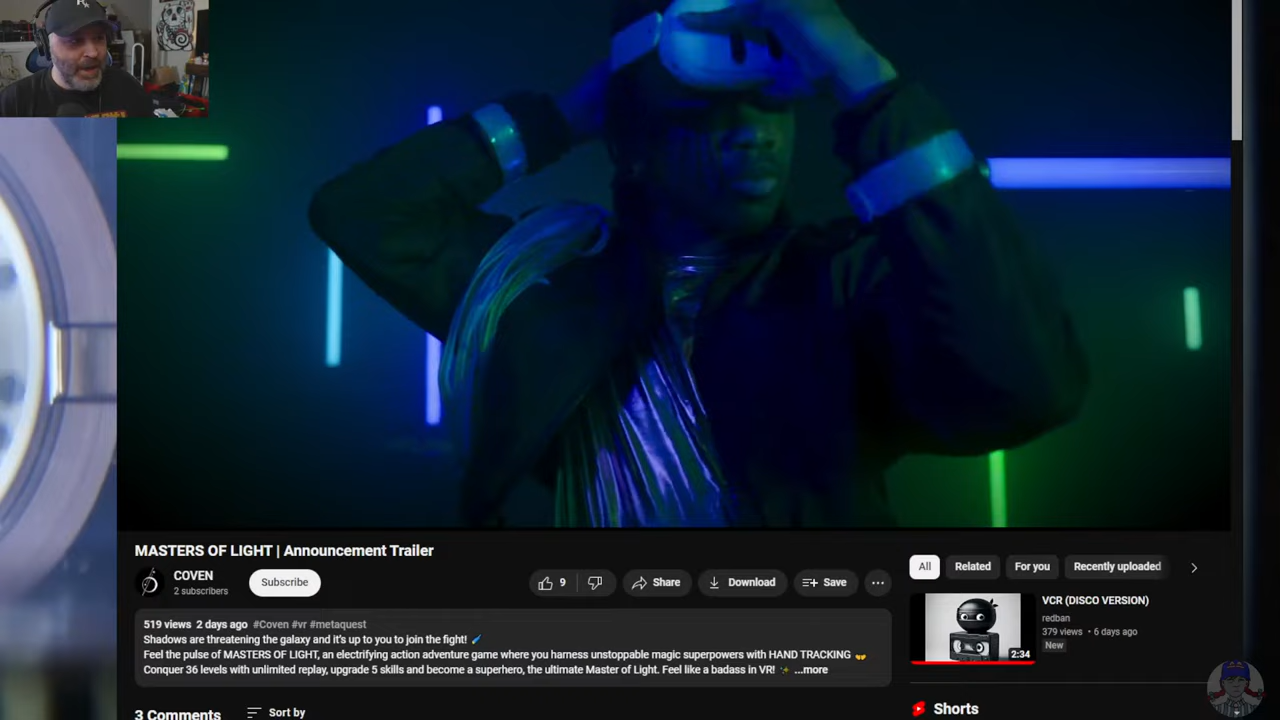 MASTERS OF LIGHT | Announcement Trailer
COVEN
2 subscribers
Subscribe
9
Share
Download
Save
All
Related
For you
Recently uploaded
519 views 2 days ago #Coven #vr #metaquest
Shadows are threatening the galaxy and it's up to you to join the fight!
Feel the pulse of MASTERS OF LIGHT, an electrifying action adventure game where you harness unstoppable magic superpowers with HAND TRACKING
Conquer 36 levels with unlimited replay, upgrade 5 skills and become a superhero, the ultimate Master of Light. Feel like a badass in VR! ...more
VCR (DISCO VERSION)
redban
379 views • 6 days ago
New
2:34
3 Comments
Sort by
Shorts